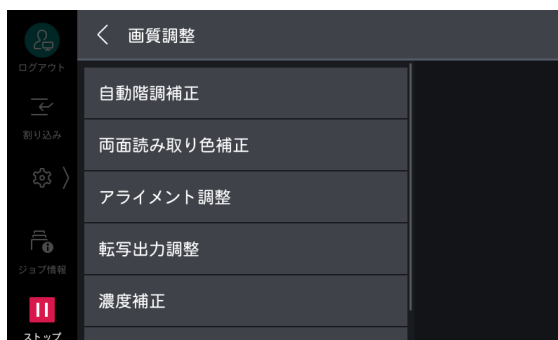 画質調整
ログアウト
割り込み
ジョブ情報
ストップ
自動階調補正
両面読み取り色補正
アライメント調整
転写出力調整
濃度補正